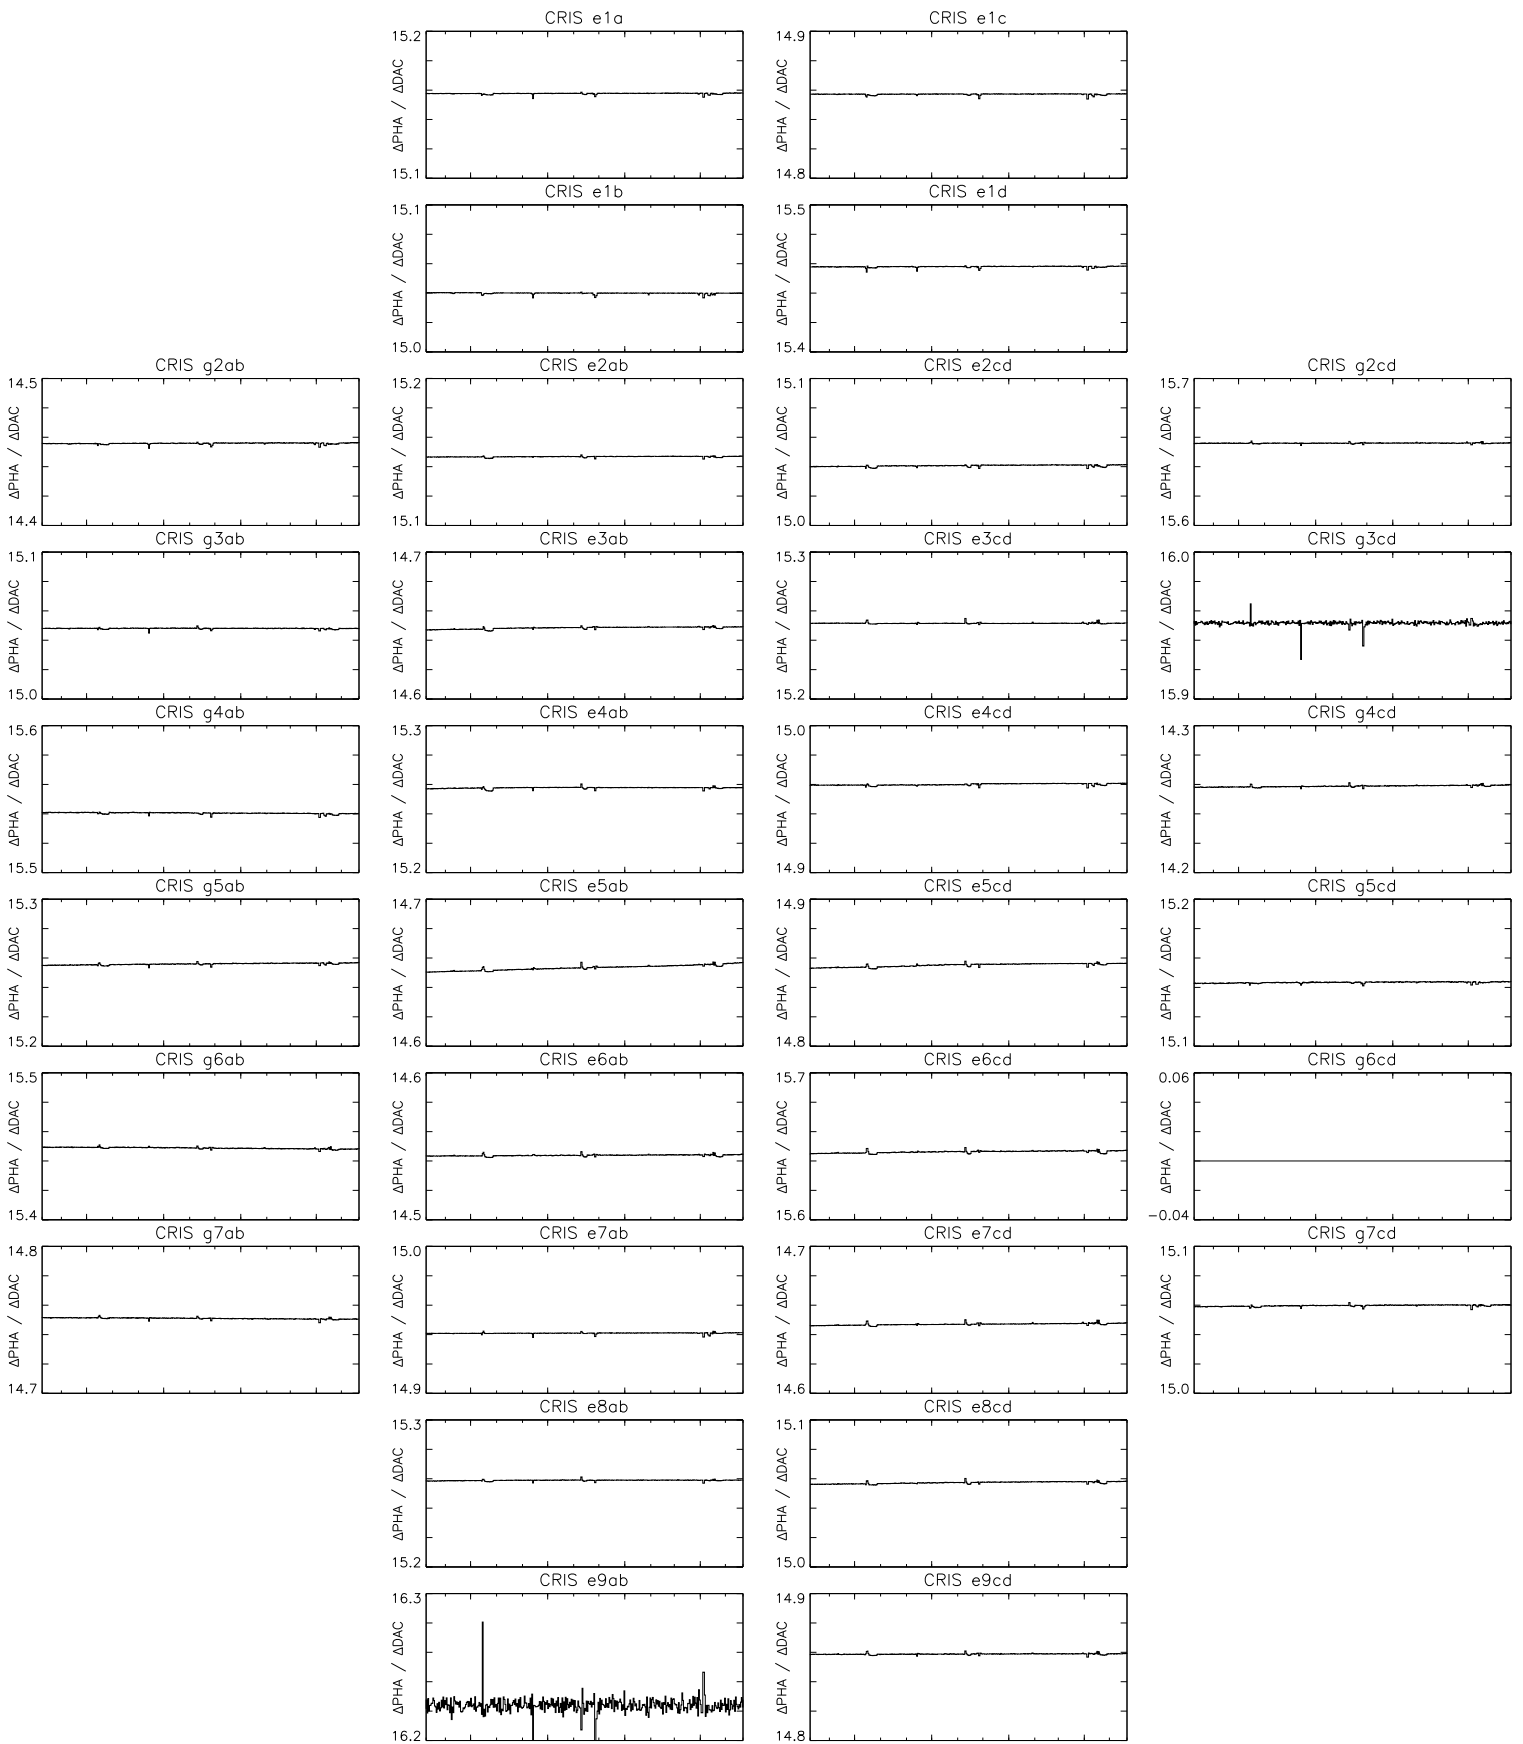 CRIS e1a
15.2
ΔPHA / ΔDAC
15.1
CRIS e1c
14.9
ΔPHA / ΔDAC
14.8
CRIS e1b
15.1
ΔPHA / ΔDAC
15.0
CRIS e1d
15.5
ΔPHA / ΔDAC
15.4
CRIS g2ab
14.5
ΔPHA / ΔDAC
14.4
CRIS e2ab
15.2
ΔPHA / ΔDAC
15.1
CRIS e2cd
15.1
ΔPHA / ΔDAC
15.0
CRIS g2cd
15.7
ΔPHA / ΔDAC
15.6
CRIS g3ab
15.1
ΔPHA / ΔDAC
15.0
CRIS e3ab
14.7
ΔPHA / ΔDAC
14.6
CRIS e3cd
15.3
ΔPHA / ΔDAC
15.2
CRIS g3cd
16.0
ΔPHA / ΔDAC
15.9
CRIS g4ab
15.6
ΔPHA / ΔDAC
15.5
CRIS e4ab
15.3
ΔPHA / ΔDAC
15.2
CRIS e4cd
15.0
ΔPHA / ΔDAC
14.9
CRIS g4cd
14.3
ΔPHA / ΔDAC
14.2
CRIS g5ab
15.3
ΔPHA / ΔDAC
15.2
CRIS e5ab
14.7
ΔPHA / ΔDAC
14.6
CRIS e5cd
14.9
ΔPHA / ΔDAC
14.8
CRIS g5cd
15.2
ΔPHA / ΔDAC
15.1
CRIS g6ab
15.5
ΔPHA / ΔDAC
15.4
CRIS e6ab
14.6
ΔPHA / ΔDAC
14.5
CRIS e6cd
15.7
ΔPHA / ΔDAC
15.6
CRIS g6cd
0.06
ΔPHA / ΔDAC
−0.04
CRIS g7ab
14.8
ΔPHA / ΔDAC
14.7
CRIS e7ab
15.0
ΔPHA / ΔDAC
14.9
CRIS e7cd
14.7
ΔPHA / ΔDAC
14.6
CRIS g7cd
15.1
ΔPHA / ΔDAC
15.0
CRIS e8ab
15.3
ΔPHA / ΔDAC
15.2
CRIS e8cd
15.1
ΔPHA / ΔDAC
15.0
CRIS e9ab
16.3
ΔPHA / ΔDAC
16.2
CRIS e9cd
14.9
ΔPHA / ΔDAC
14.8